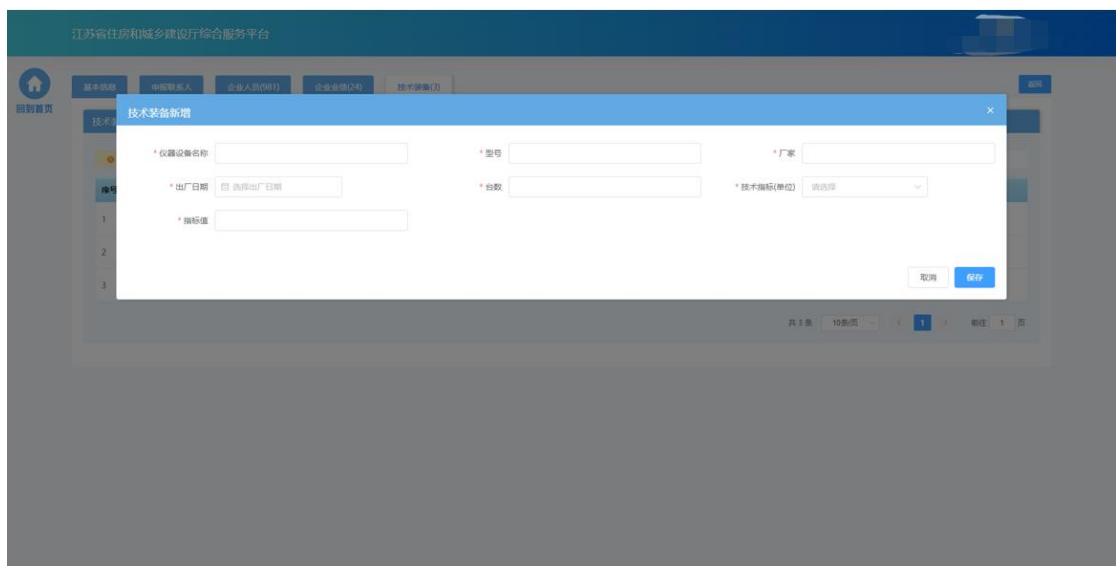 江苏省住房和城乡建设厅综合服务平台
回到首页
基本信息 申报联系人 企业人员(981) 企业业绩(24) 技术装备(3) 返回
技术装备新增 ×
* 仪器设备名称 * 型号 * 厂家
* 出厂日期 选择出厂日期 * 台数 * 技术指标(单位) 请选择
* 指标值
取消 保存
序号
1
2
3
共 3 条 10条/页 < 1 > 前往 1 页